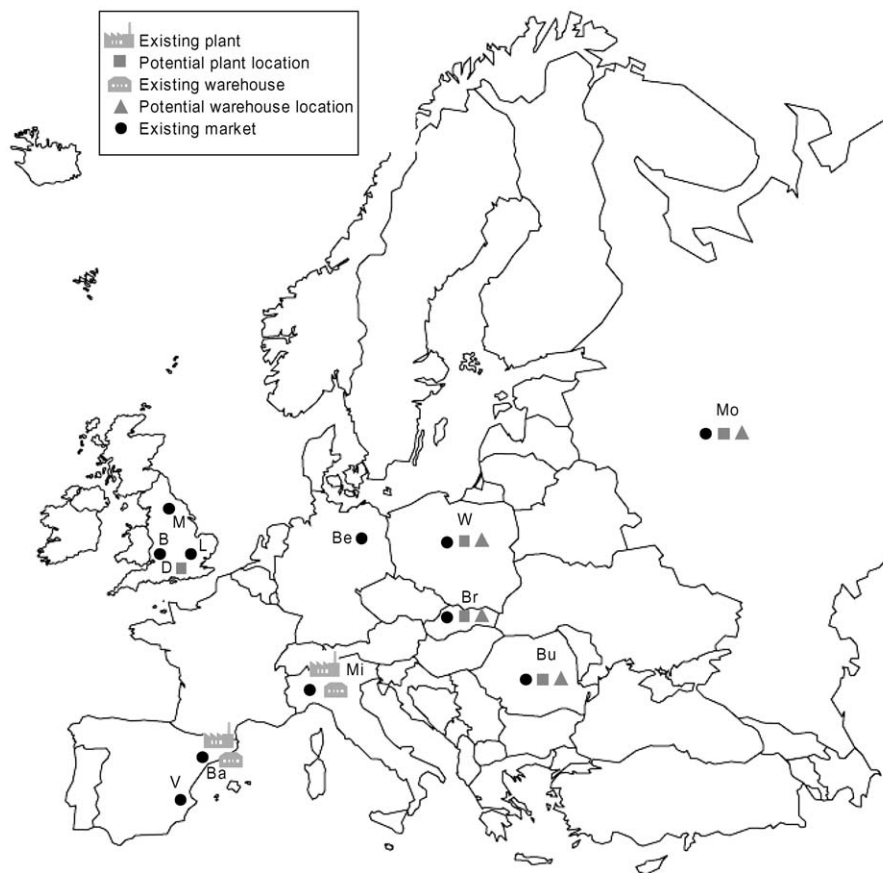 Existing plant
Potential plant location
Existing warehouse
Potential warehouse location
Existing market
Mo
M
B
L
D
Be
W
Br
Mi
Bu
Ba
V